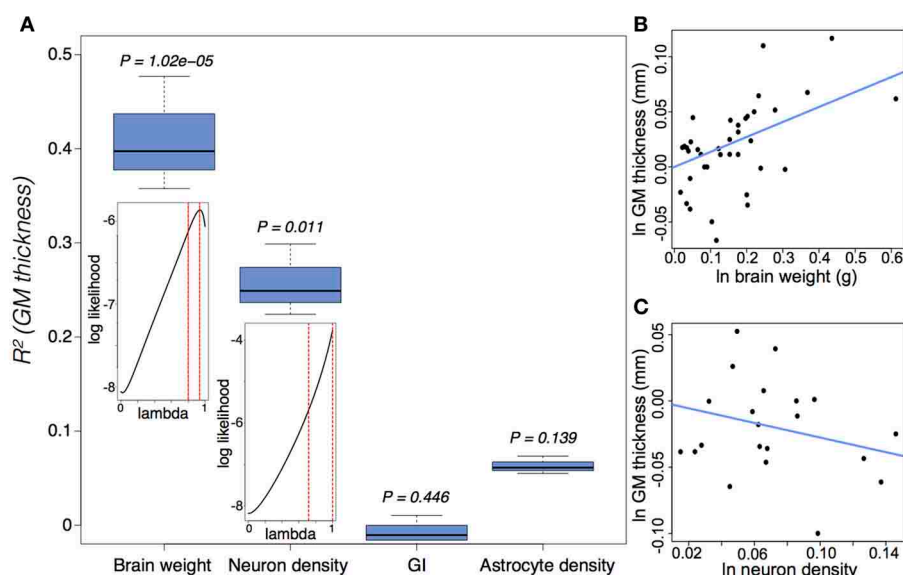 A
R² (GM thickness)
0.5
0.4
0.3
0.2
0.1
0
P = 1.02e−05
P = 0.011
P = 0.446
P = 0.139
log likelihood
-6
-7
-8
0
1
lambda
log likelihood
-4
-6
-8
0
1
lambda
Brain weight
Neuron density
GI
Astrocyte density
B
ln GM thickness (mm)
0.10
0.05
0.00
-0.05
0.0 0.1 0.2 0.3 0.4 0.5 0.6
ln brain weight (g)
C
ln GM thickness (mm)
0.05
0.00
-0.05
-0.10
0.02 0.06 0.10 0.14
ln neuron density